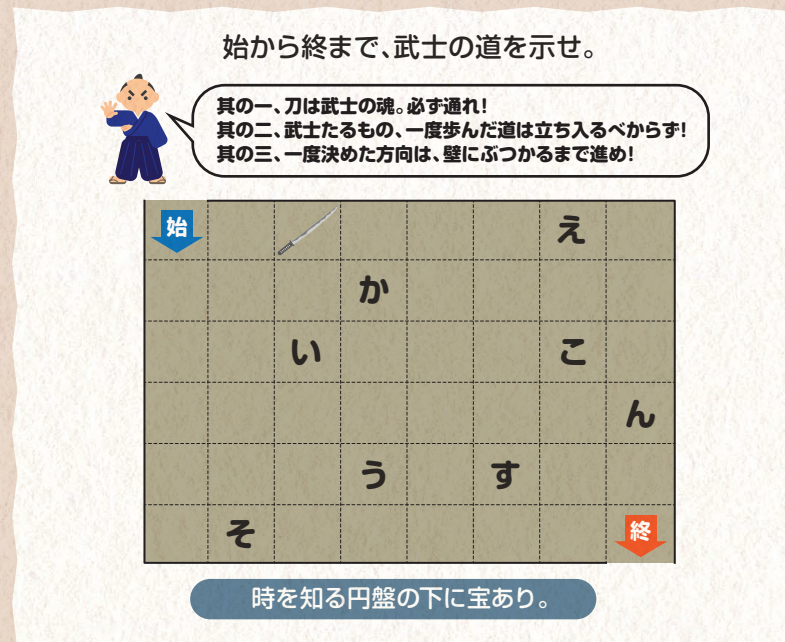 始から終まで、武士の道を示せ。
其の一、刀は武士の魂。必ず通れ!
其の二、武士たるもの、一度歩んだ道は立ち入るべからず!
其の三、一度決めた方向は、壁にぶつかるまで進め!
始
え
か
い
こ
ん
う
す
そ
終
時を知る円盤の下に宝あり。